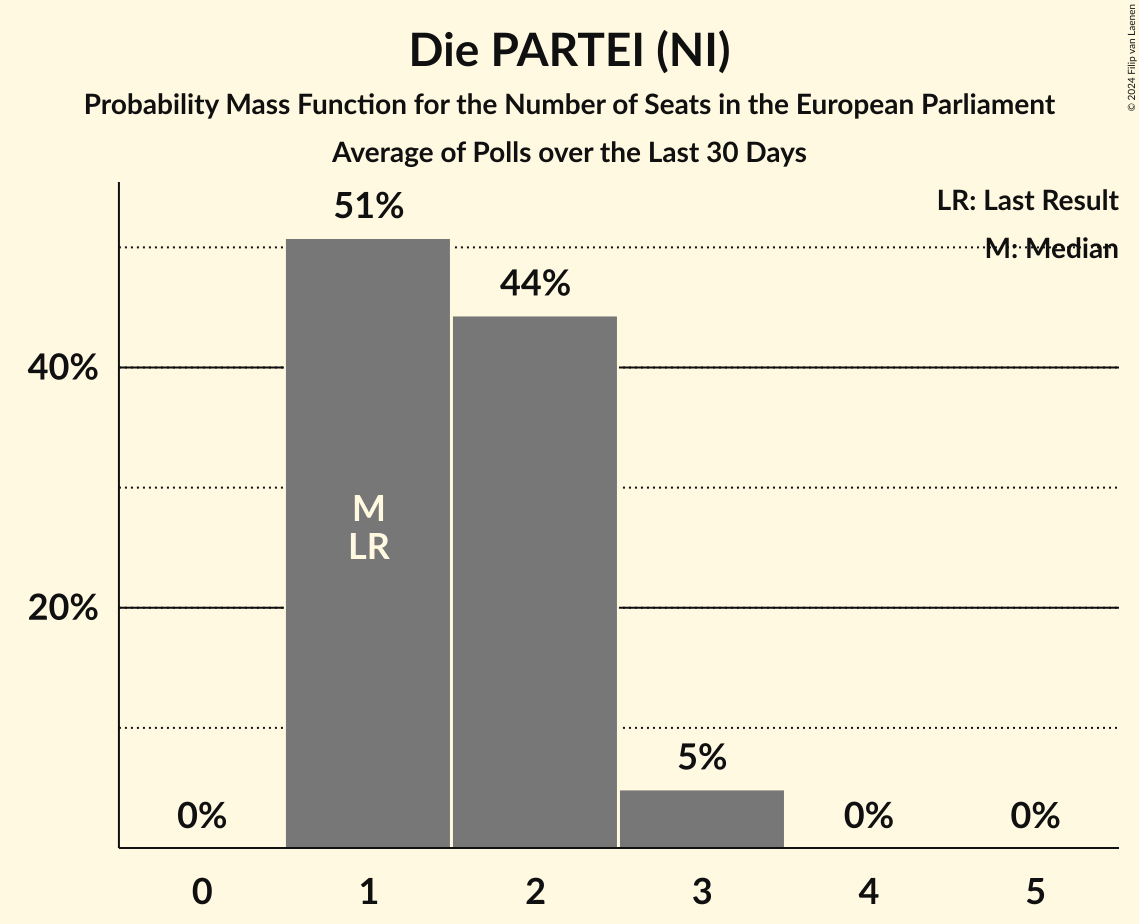 Die PARTEI (NI)
Probability Mass Function for the Number of Seats in the European Parliament
Average of Polls over the Last 30 Days
© 2024 Filip van Laenen
LR: Last Result
M: Median
51%
44%
40%
M
LR
20%
5%
0%
0%
0%
0
1
2
3
4
5